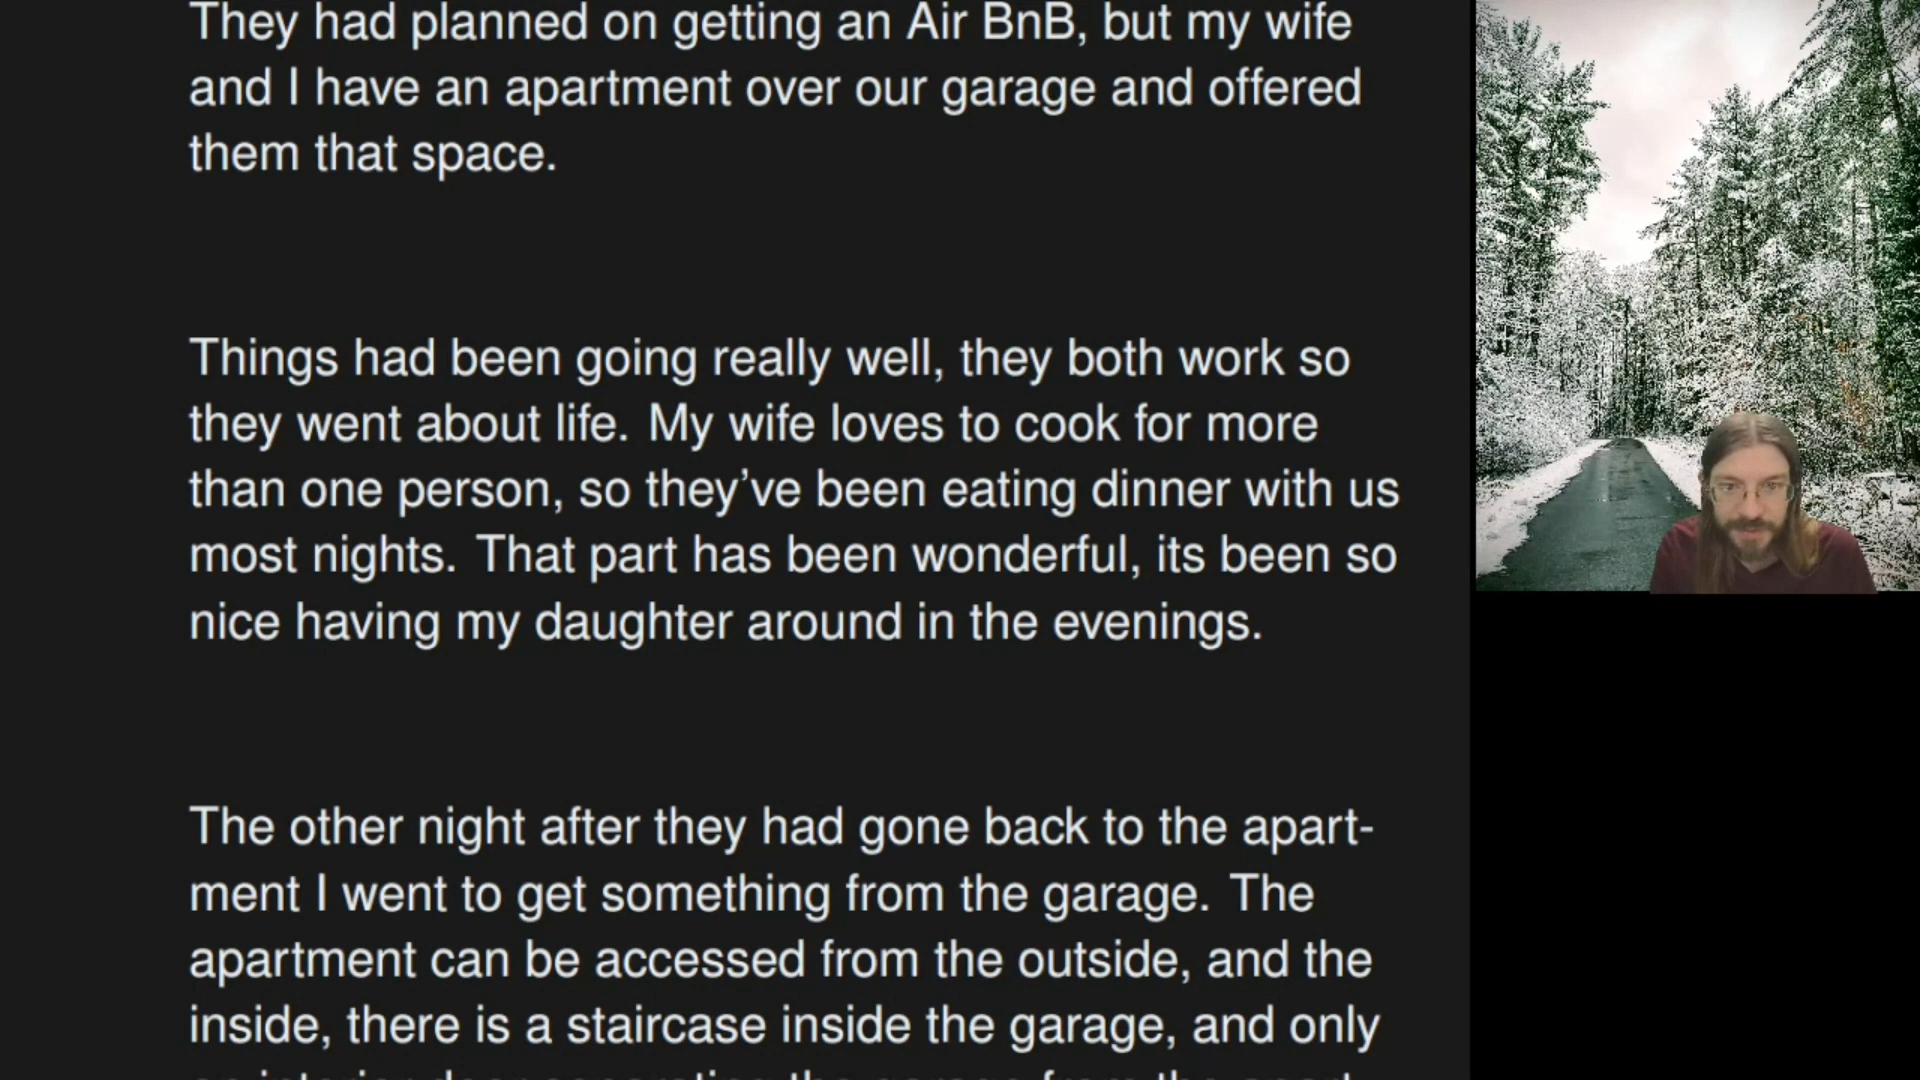 They had planned on getting an Air BnB, but my wife
and I have an apartment over our garage and offered
them that space.
Things had been going really well, they both work so
they went about life. My wife loves to cook for more
than one person, so they’ve been eating dinner with us
most nights. That part has been wonderful, its been so
nice having my daughter around in the evenings.
The other night after they had gone back to the apart-
ment I went to get something from the garage. The
apartment can be accessed from the outside, and the
inside, there is a staircase inside the garage, and only